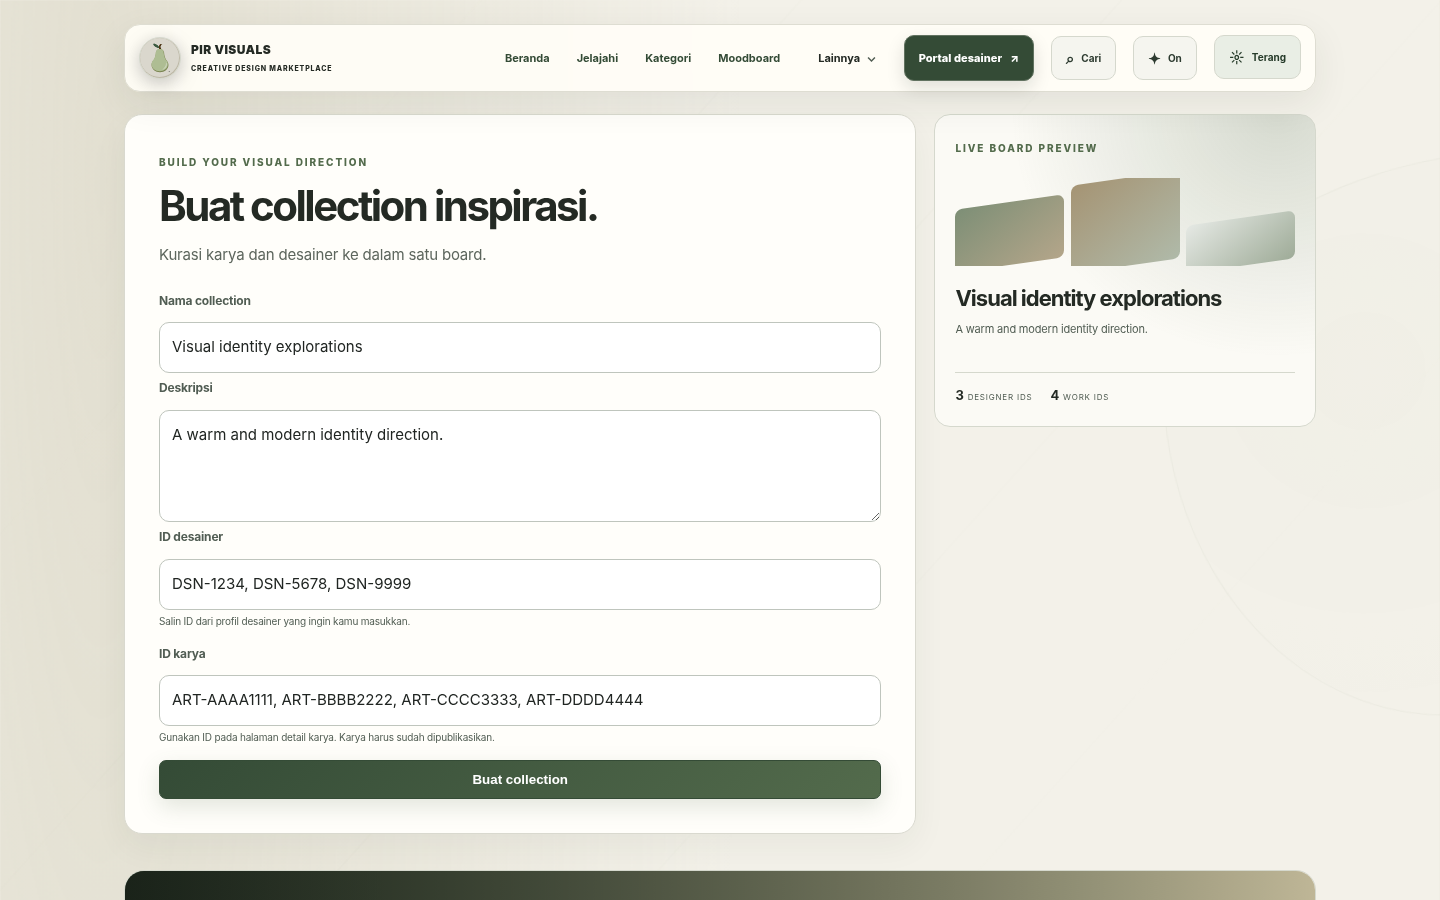 PIR VISUALS
CREATIVE DESIGN MARKETPLACE
Beranda
Jelajahi
Kategori
Moodboard
Lainnya
Portal desainer
Cari
On
Terang
BUILD YOUR VISUAL DIRECTION
Buat collection inspirasi.
Kurasi karya dan desainer ke dalam satu board.
Nama collection
Visual identity explorations
Deskripsi
A warm and modern identity direction.
ID desainer
DSN-1234, DSN-5678, DSN-9999
Salin ID dari profil desainer yang ingin kamu masukkan.
ID karya
ART-AAAA1111, ART-BBBB2222, ART-CCCC3333, ART-DDDD4444
Gunakan ID pada halaman detail karya. Karya harus sudah dipublikasikan.
Buat collection
LIVE BOARD PREVIEW
Visual identity explorations
A warm and modern identity direction.
3 DESIGNER IDS 4 WORK IDS